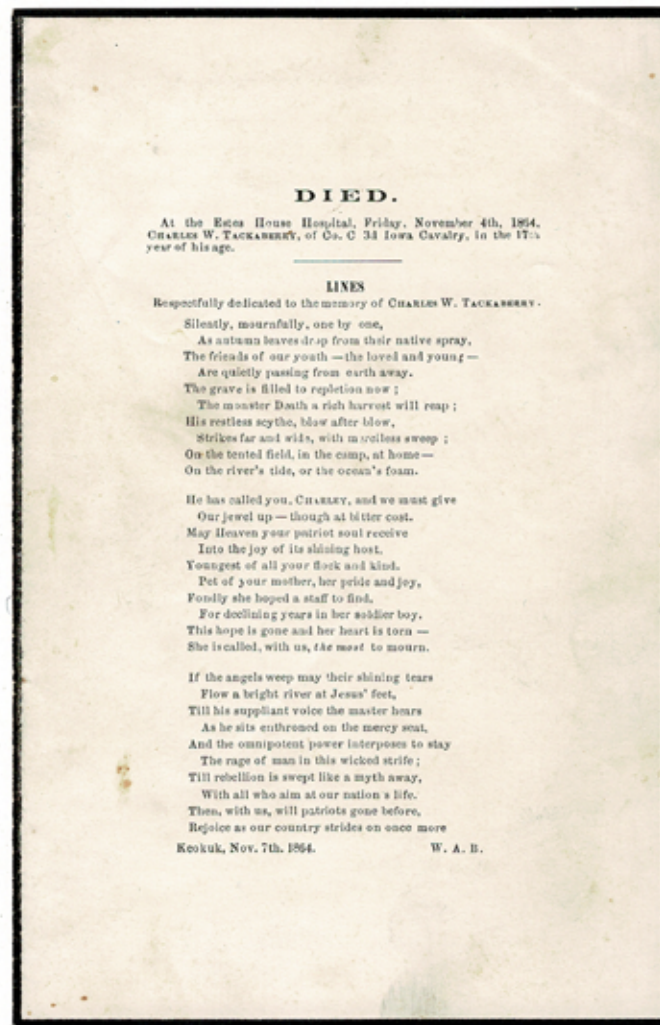 DIED.
At the Estes House Hospital, Friday, November 4th, 1864,
CHARLES W. TACKABERRY, of Co. C 3d Iowa Cavalry, in the 17th
year of his age.
LINES
Respectfully dedicated to the memory of CHARLES W. TACKABERRY.
Silently, mournfully, one by one,
As autumn leaves drop from their native spray,
The friends of our youth — the loved and young —
Are quietly passing from earth away.
The grave is filled to repletion now ;
The monster Death a rich harvest will reap ;
His restless scythe, blow after blow,
Strikes far and wide, with merciless sweep ;
On the tented field, in the camp, at home —
On the river's tide, or the ocean's foam.
He has called you, CHARLEY, and we must give
Our jewel up — though at bitter cost.
May Heaven your patriot soul receive
Into the joy of its shining host.
Youngest of all your flock and kind.
Pet of your mother, her pride and joy,
Fondly she hoped a staff to find,
For declining years in her soldier boy.
This hope is gone and her heart is torn —
She is called, with us, the most to mourn.
If the angels weep may their shining tears
Flow a bright river at Jesus' feet,
Till his suppliant voice the master hears
As he sits enthroned on the mercy seat,
And the omnipotent power interposes to stay
The rage of man in this wicked strife ;
Till rebellion is swept like a myth away,
With all who aim at our nation's life.
Then, with us, will patriots gone before,
Rejoice as our country strides on once more
Keokuk, Nov. 7th. 1864. W. A. B.